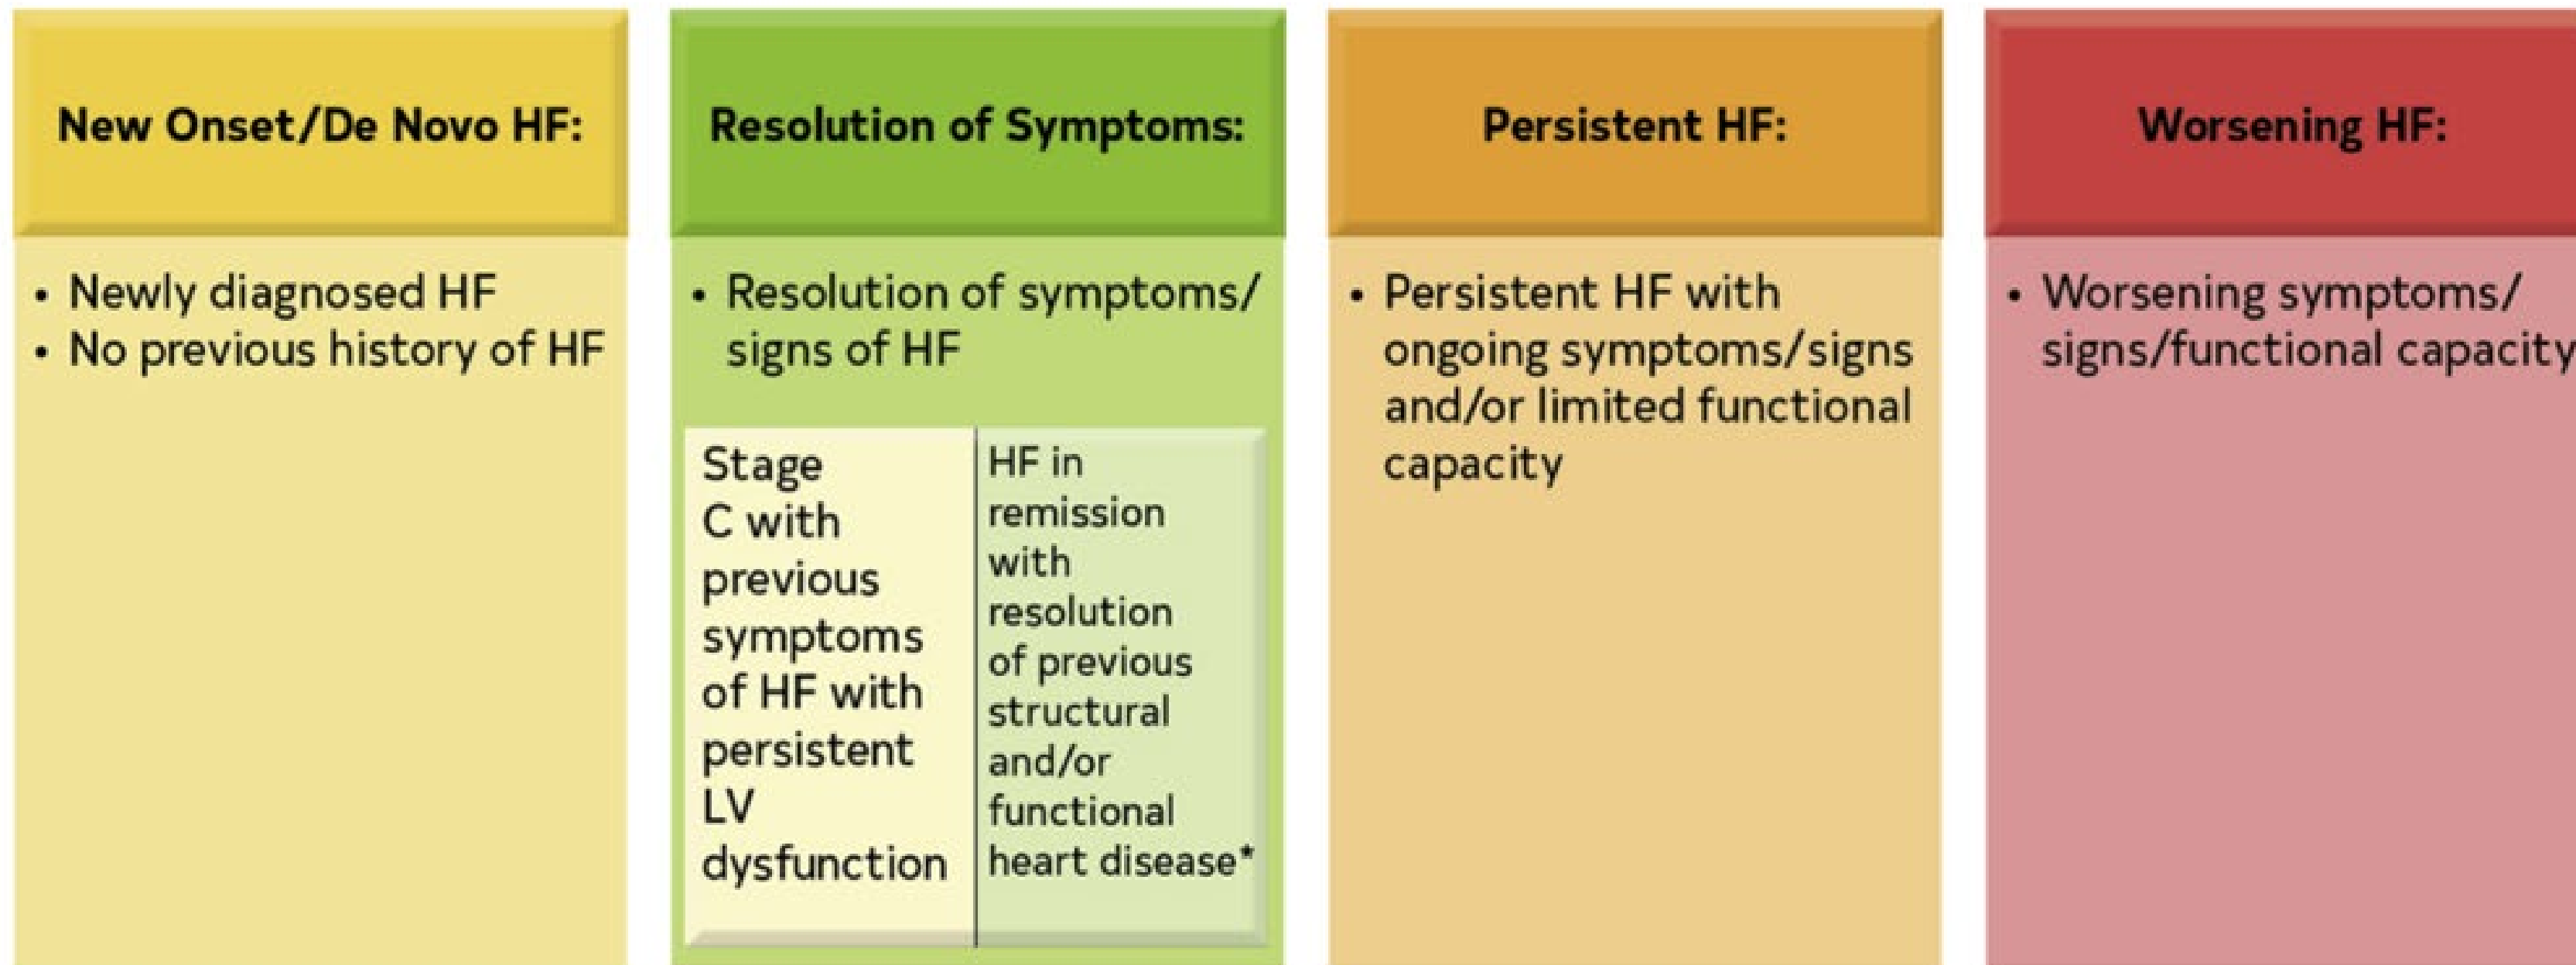 New Onset/De Novo HF:
• Newly diagnosed HF
• No previous history of HF
Resolution of Symptoms:
• Resolution of symptoms/
signs of HF
Stage
C with
previous
symptoms
of HF with
persistent
LV
dysfunction
HF in
remission
with
resolution
of previous
structural
and/or
functional
heart disease*
Persistent HF:
• Persistent HF with
ongoing symptoms/signs
and/or limited functional
capacity
Worsening HF:
• Worsening symptoms/
signs/functional capacity